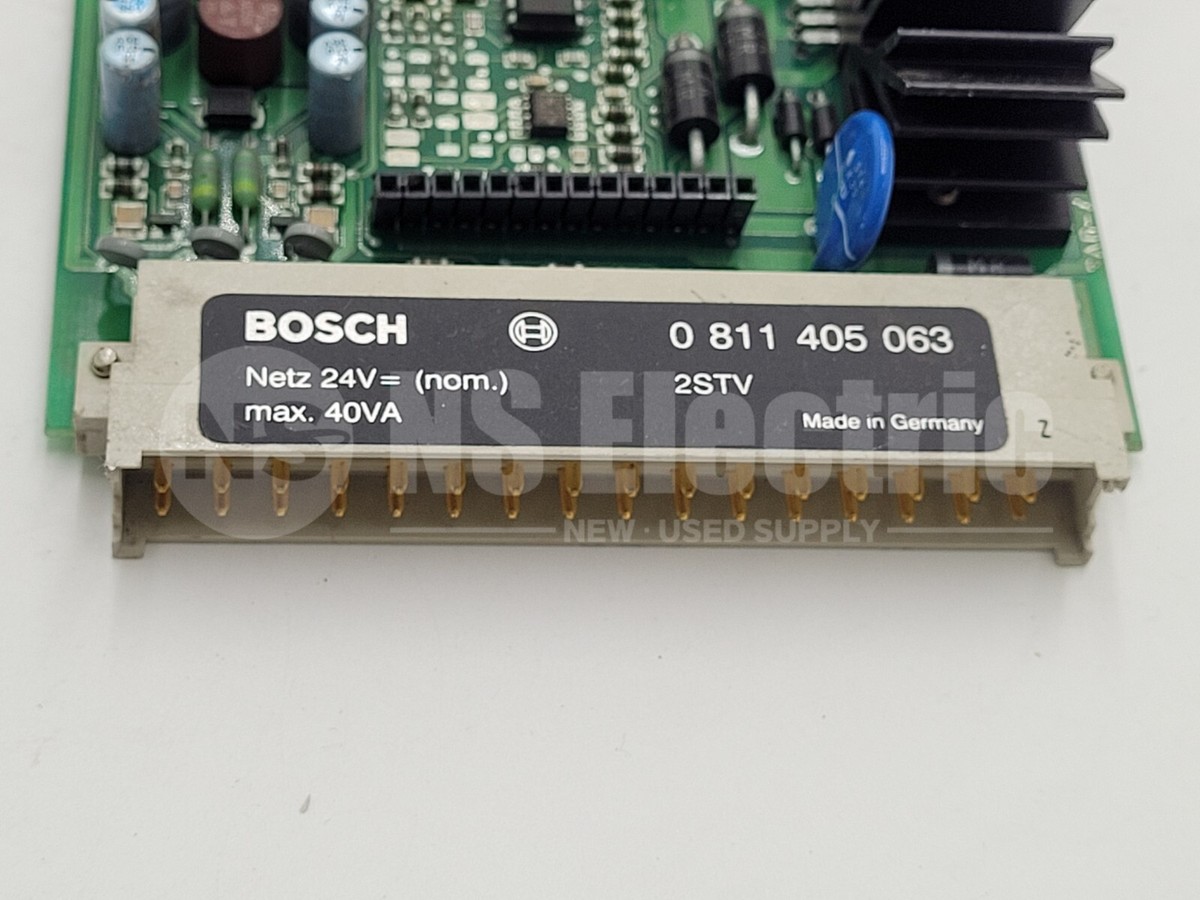 BOSCH 0 811 405 063
Netz 24V= (nom.) 2STV
max. 40VA
Made in Germany
2
NS Electric
NEW · USED SUPPLY